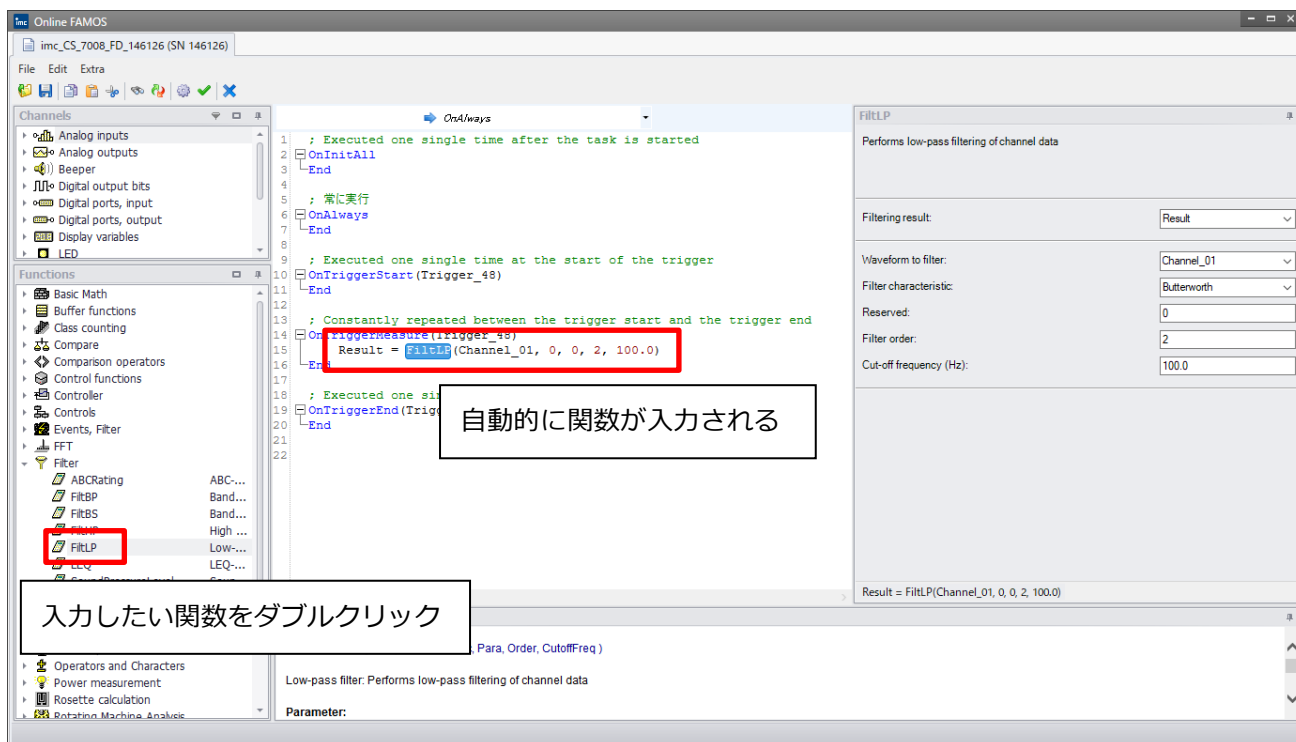 imc Online FAMOS
imc_CS_7008_FD_146126 (SN 146126)
File Edit Extra
Channels
Analog inputs
Analog outputs
Beeper
Digital output bits
Digital ports, input
Digital ports, output
Display variables
LED
Functions
Basic Math
Buffer functions
Class counting
Compare
Comparison operators
Control functions
Controller
Controls
Events, Filter
FFT
Filter
ABCRating ABC-...
FiltBP Band...
FiltBS Band...
FiltHP High ...
FiltLP Low-...
LEQ LEQ-...
入力したい関数をダブルクリック
Operators and Characters
Power measurement
Rosette calculation
Rotating Machine Analysis
OnAlways
1 ; Executed one single time after the task is started
2 OnInitAll
3 End
4
5 ; 常に実行
6 OnAlways
7 End
8
9 ; Executed one single time at the start of the trigger
10 OnTriggerStart(Trigger_48)
11 End
12
13 ; Constantly repeated between the trigger start and the trigger end
14 OnTriggerMeasure(Trigger_48)
15 Result = FiltLP(Channel_01, 0, 0, 2, 100.0)
16 End
17
18 ; Executed one
19 OnTriggerEnd
20 End
21
22
自動的に関数が入力される
FiltLP
Performs low-pass filtering of channel data
Filtering result: Result
Waveform to filter: Channel_01
Filter characteristic: Butterworth
Reserved: 0
Filter order: 2
Cut-off frequency (Hz): 100.0
Result = FiltLP(Channel_01, 0, 0, 2, 100.0)
, Para, Order, CutoffFreq )
Low-pass filter: Performs low-pass filtering of channel data
Parameter: